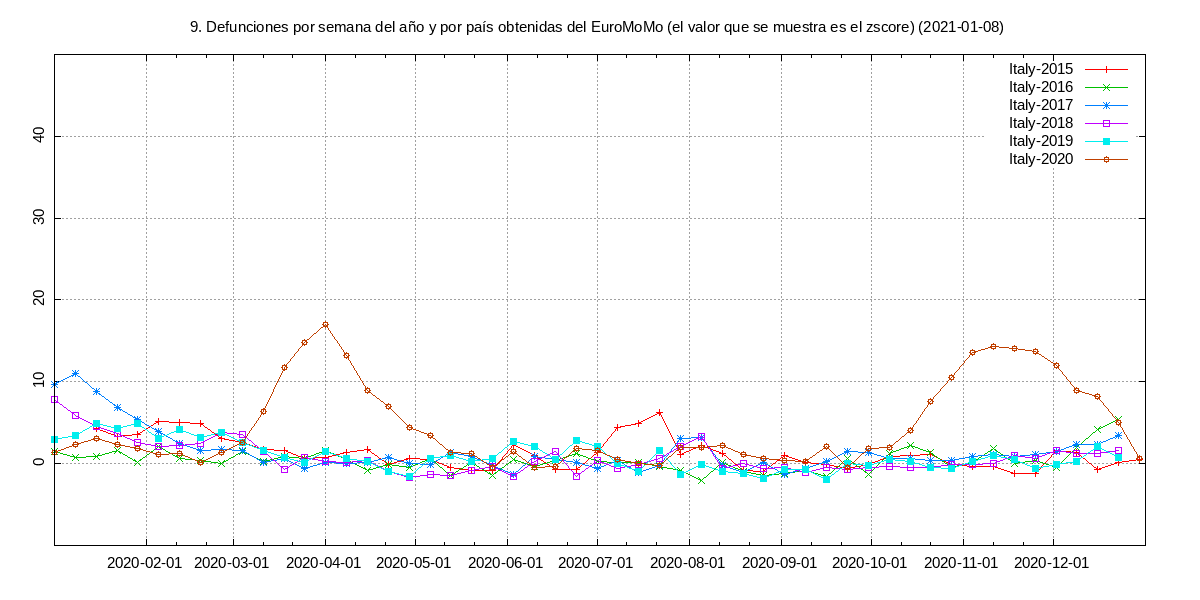 9. Defunciones por semana del año y por país obtenidas del EuroMoMo (el valor que se muestra es el zscore) (2021-01-08)
Italy-2015
Italy-2016
Italy-2017
Italy-2018
Italy-2019
Italy-2020
40
30
20
10
0
2020-02-01 2020-03-01 2020-04-01 2020-05-01 2020-06-01 2020-07-01 2020-08-01 2020-09-01 2020-10-01 2020-11-01 2020-12-01